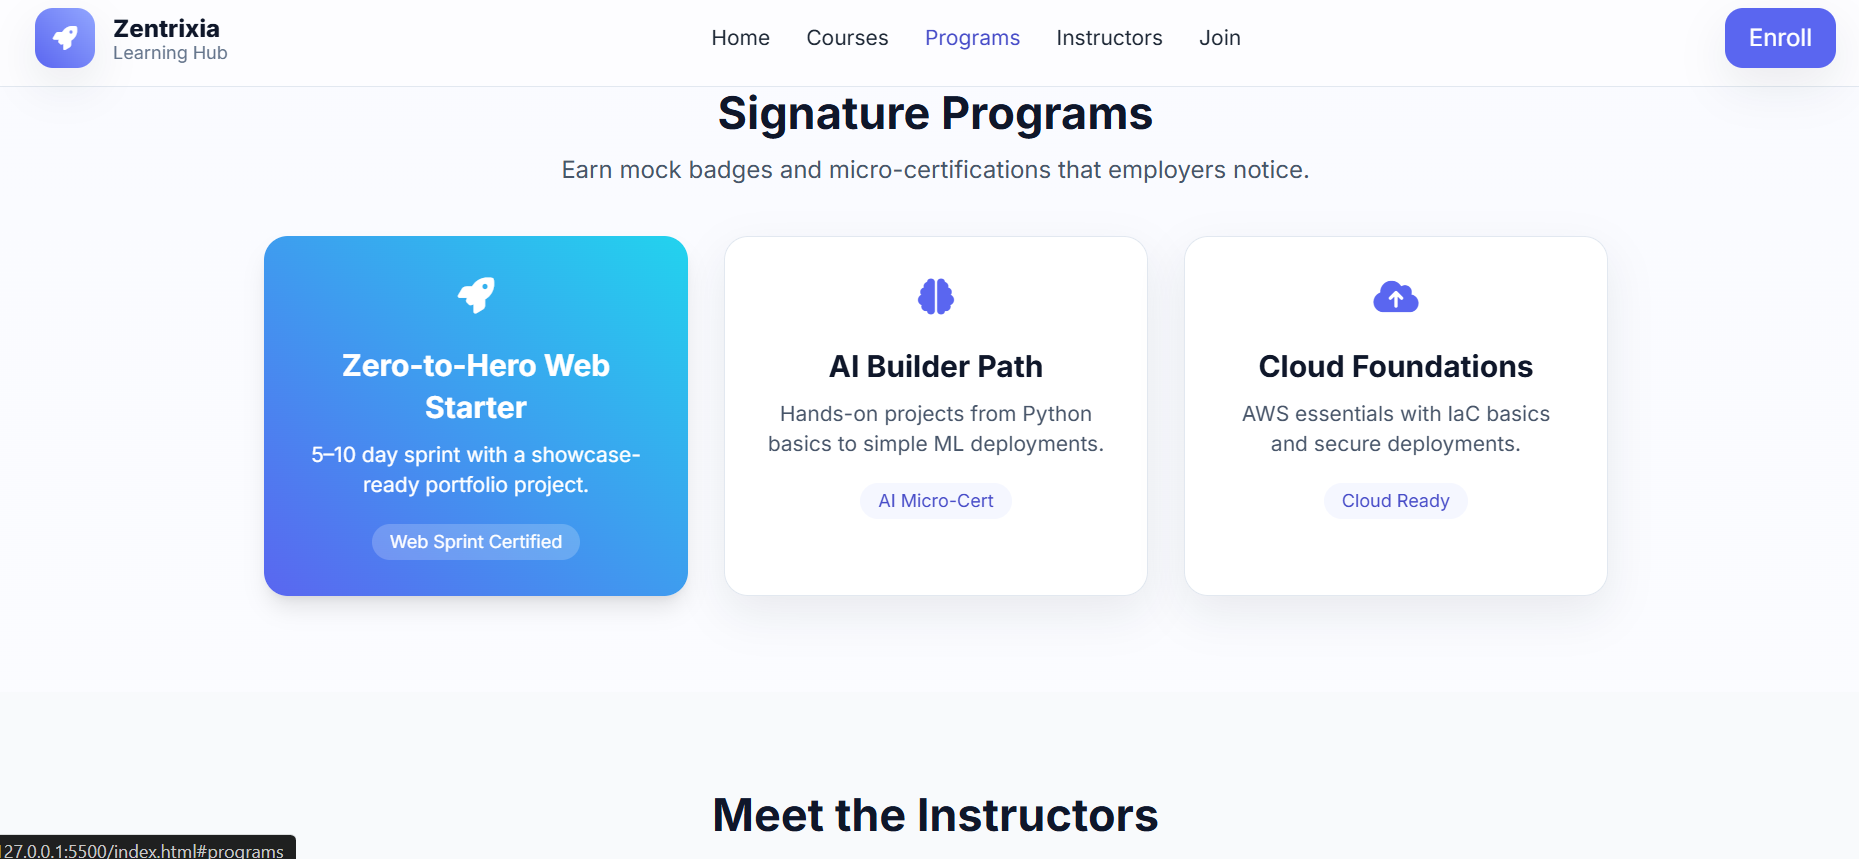 Zentrixia
Learning Hub
Home
Courses
Programs
Instructors
Join
Enroll
Signature Programs
Earn mock badges and micro-certifications that employers notice.
Zero-to-Hero Web
Starter
5–10 day sprint with a showcase-
ready portfolio project.
Web Sprint Certified
AI Builder Path
Hands-on projects from Python
basics to simple ML deployments.
AI Micro-Cert
Cloud Foundations
AWS essentials with IaC basics
and secure deployments.
Cloud Ready
Meet the Instructors
127.0.0.1:5500/index.html#programs